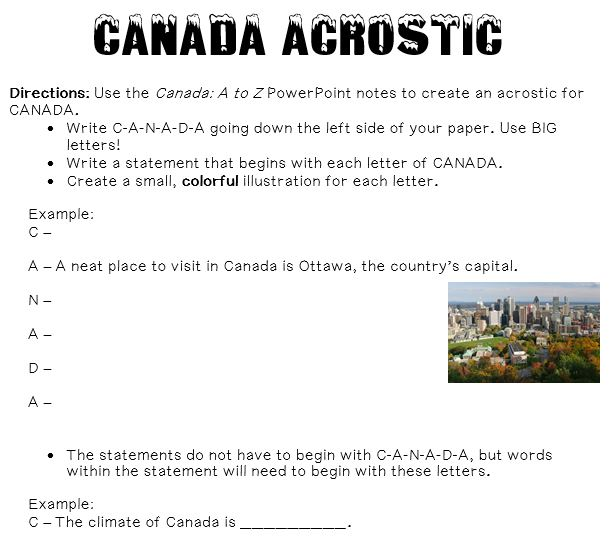 CANADA ACROSTIC
Directions: Use the Canada: A to Z PowerPoint notes to create an acrostic for
CANADA.
• Write C-A-N-A-D-A going down the left side of your paper. Use BIG
letters!
• Write a statement that begins with each letter of CANADA.
• Create a small, colorful illustration for each letter.
Example:
C –
A – A neat place to visit in Canada is Ottawa, the country’s capital.
N –
A –
D –
A –
• The statements do not have to begin with C-A-N-A-D-A, but words
within the statement will need to begin with these letters.
Example:
C – The climate of Canada is _________.